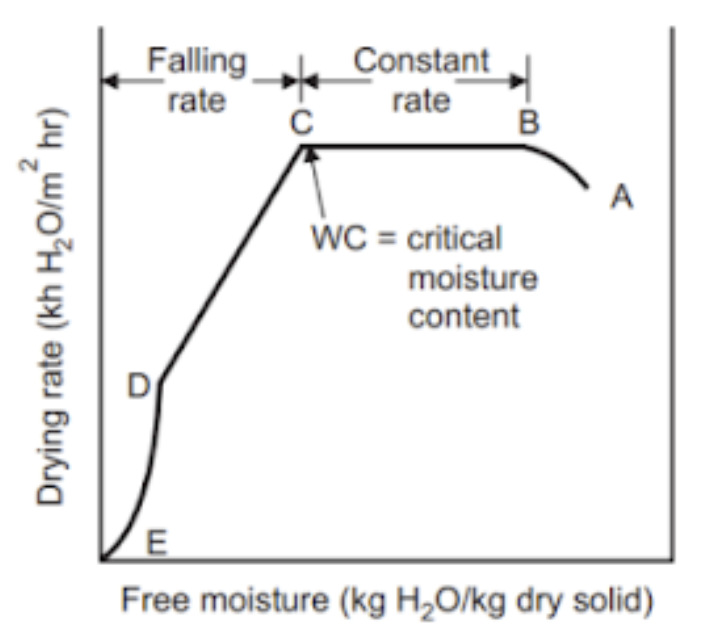 Falling
rate
Constant
rate
C
B
A
WC = critical
moisture
content
D
E
Drying rate (kh H₂O/m² hr)
Free moisture (kg H₂O/kg dry solid)